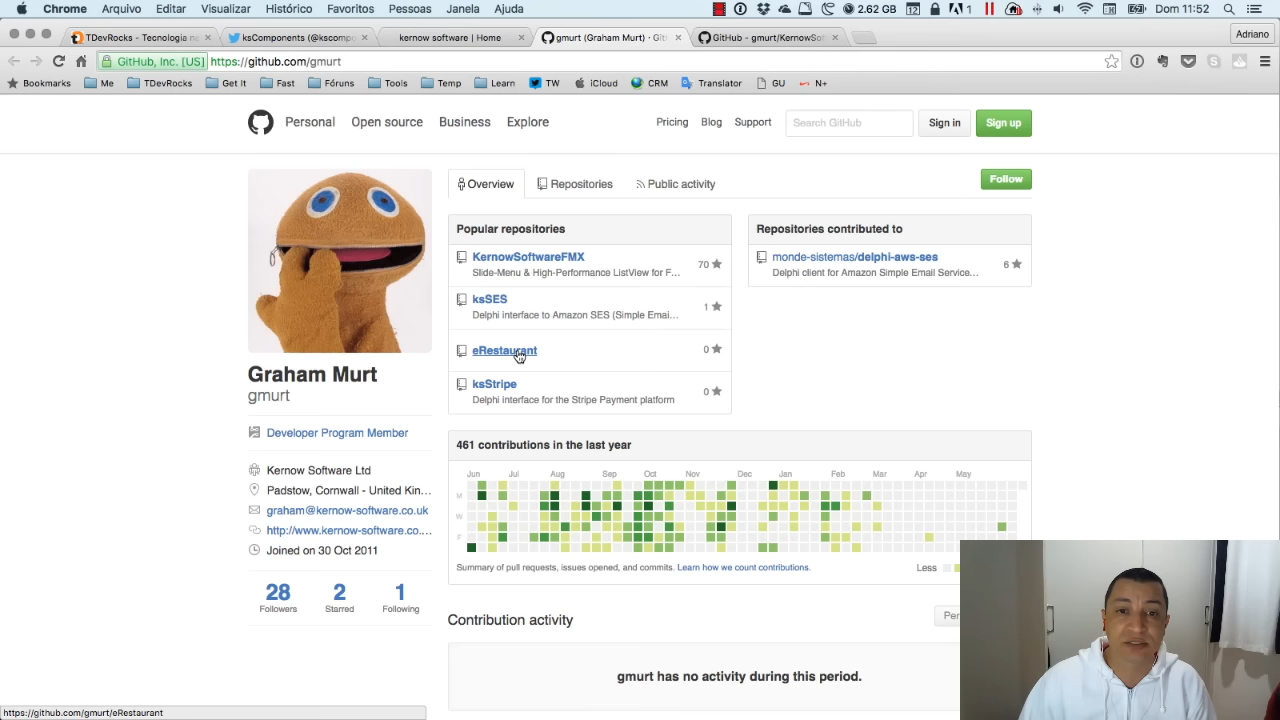 Chrome Arquivo Editar Visualizar Histórico Favoritos Pessoas Janela Ajuda 2.62 GB 12 1 Dom 11:52
TDevRocks - Tecnologia na
ksComponents (@kscompo
kernow software | Home
gmurt (Graham Murt) · Git
GitHub - gmurt/KernowSof
Adriano
GitHub, Inc. [US] https://github.com/gmurt
Bookmarks Me TDevRocks Get It Fast Fóruns Tools Temp Learn TW iCloud CRM Translator GU N+
Personal Open source Business Explore Pricing Blog Support Search GitHub Sign in Sign up
Overview Repositories Public activity Follow
Popular repositories
KernowSoftwareFMX
Slide-Menu & High-Performance ListView for F...
70
ksSES
Delphi interface to Amazon SES (Simple Emai...
1
eRestaurant
0
ksStripe
Delphi interface for the Stripe Payment platform
0
Repositories contributed to
monde-sistemas/delphi-aws-ses
Delphi client for Amazon Simple Email Service...
6
Graham Murt
gmurt
Developer Program Member
Kernow Software Ltd
Padstow, Cornwall - United Kin...
graham@kernow-software.co.uk
http://www.kernow-software.co....
Joined on 30 Oct 2011
28 2 1
Followers Starred Following
461 contributions in the last year
Jun Jul Aug Sep Oct Nov Dec Jan Feb Mar Apr May
M
W
F
Summary of pull requests, issues opened, and commits. Learn how we count contributions. Less
Contribution activity
Per
gmurt has no activity during this period.
https://github.com/gmurt/eRestaurant